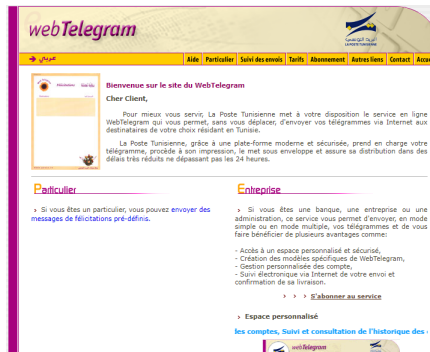 webTelegram
البريد التونسي
LA POSTE TUNISIENNE
عربي
Aide Particulier Suivi des envois Tarifs Abonnement Autres liens Contact Accu
Bienvenue sur le site du WebTelegram
Cher Client,
Pour mieux vous servir, La Poste Tunisienne met à votre disposition le service en ligne
WebTelegram qui vous permet, sans vous déplacer, d'envoyer vos télégrammes via Internet aux
destinataires de votre choix résidant en Tunisie.
La Poste Tunisienne, grâce à une plate-forme moderne et sécurisée, prend en charge votre
télégramme, procède à son impression, le met sous enveloppe et assure sa distribution dans des
délais très réduits ne dépassant pas les 24 heures.
Particulier
› Si vous êtes un particulier, vous pouvez envoyer des
messages de félicitations pré-définis.
Entreprise
› Si vous êtes une banque, une entreprise ou une
administration, ce service vous permet d'envoyer, en mode
simple ou en mode multiple, vos télégrammes et de vous
faire bénéficier de plusieurs avantages comme:
- Accès à un espace personnalisé et sécurisé,
- Création des modèles spécifiques de WebTelegram,
- Gestion personnalisée des compte,
- Suivi électronique via Internet de votre envoi et
confirmation de sa livraison.
› › › S'abonner au service
› Espace personnalisé
les comptes, Suivi et consultation de l'historique des
webTelegram